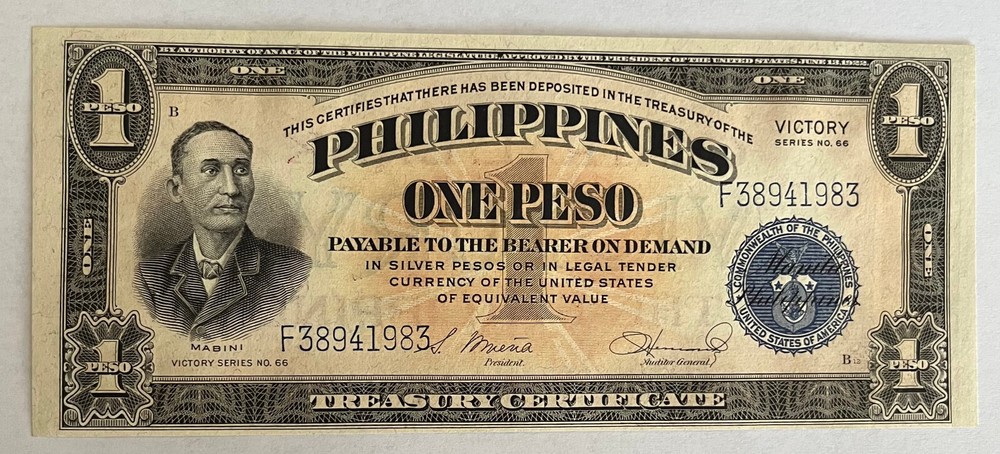 BY AUTHORITY OF AN ACT OF THE PHILIPPINE LEGISLATURE, APPROVED BY THE PRESIDENT OF THE UNITED STATES JUNE 13, 1922
ONE
ONE
1
PESO
1
PESO
B
THIS CERTIFIES THAT THERE HAS BEEN DEPOSITED IN THE TREASURY OF THE
PHILIPPINES
VICTORY
SERIES NO. 66
1
ONE PESO
F38941983
PAYABLE TO THE BEARER ON DEMAND
IN SILVER PESOS OR IN LEGAL TENDER
CURRENCY OF THE UNITED STATES
OF EQUIVALENT VALUE
ONE
ONE
COMMONWEALTH OF THE PHILIPPINES
UNITED STATES OF AMERICA
MABINI
VICTORY SERIES NO. 66
F38941983
S. Osmeña
President.
Auditor General
B
1
PESO
1
PESO
TREASURY CERTIFICATE